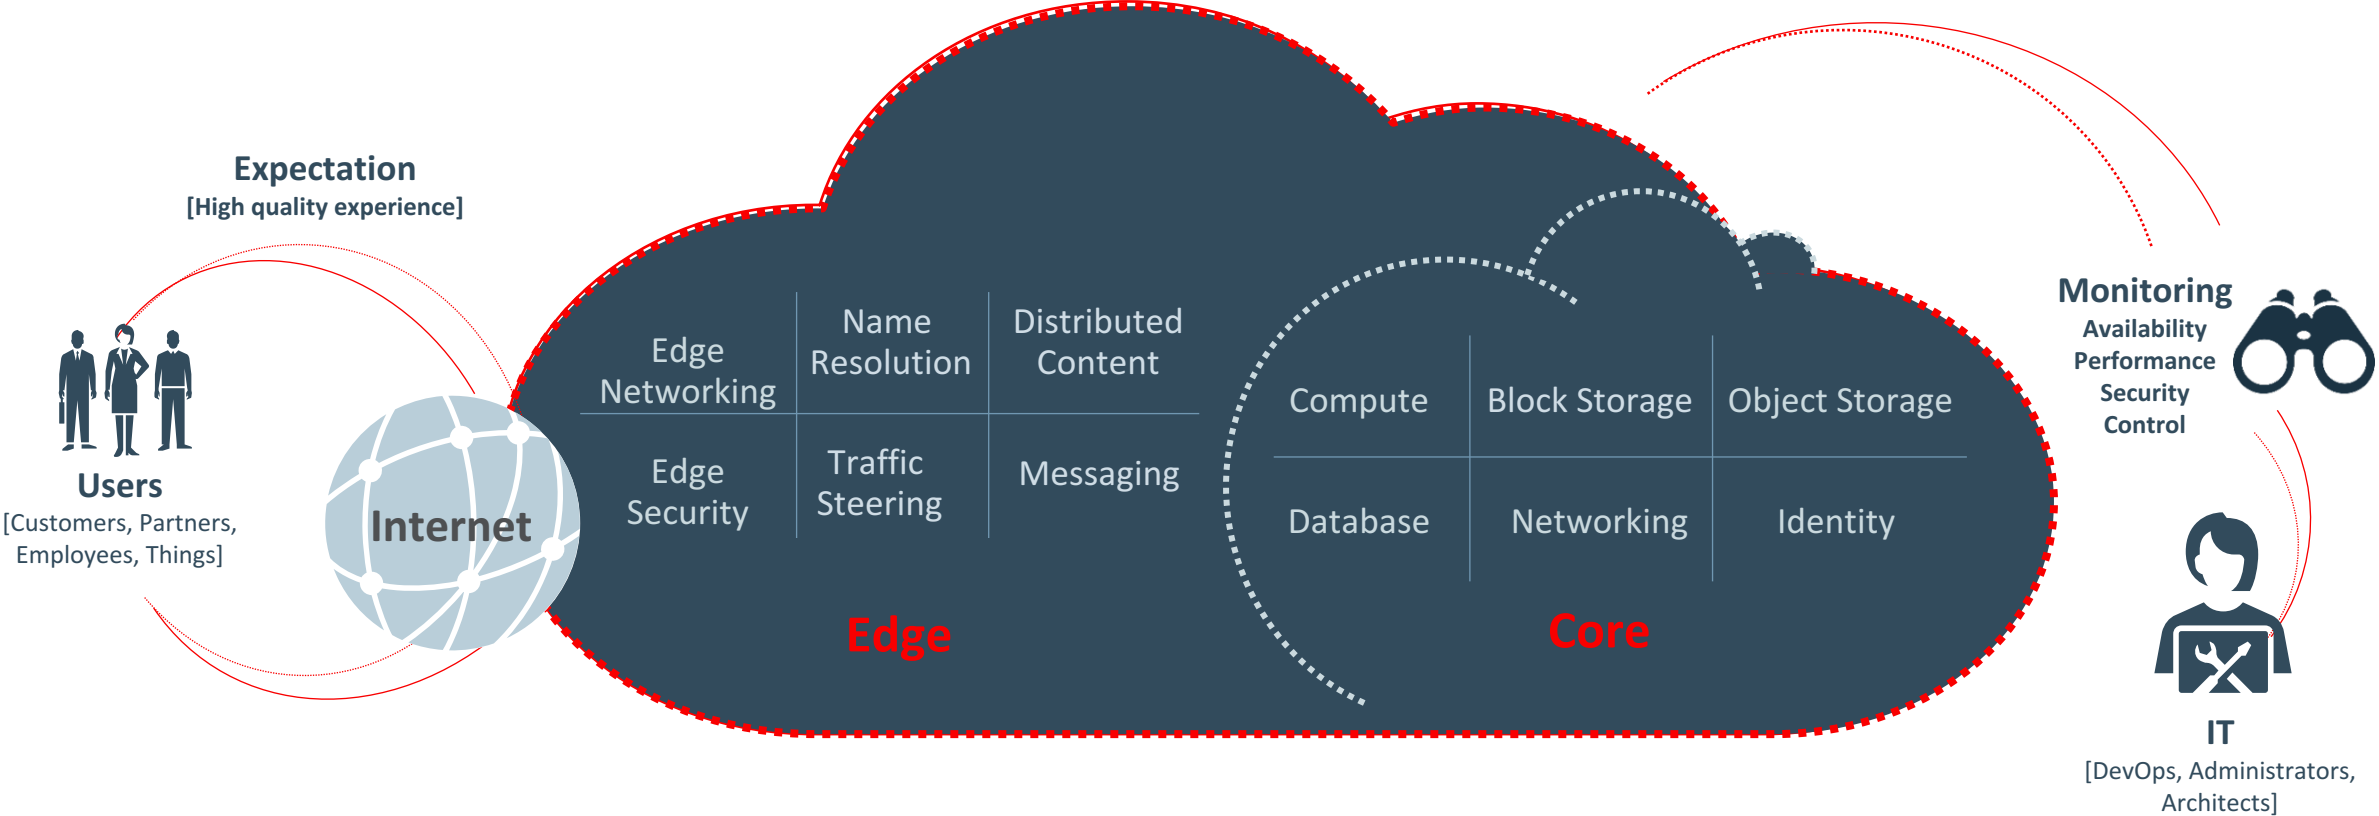 Expectation
[High quality experience]
Users
[Customers, Partners,
Employees, Things]
Internet
Edge
Networking
Name
Resolution
Distributed
Content
Edge
Security
Traffic
Steering
Messaging
Edge
Compute
Block Storage
Object Storage
Database
Networking
Identity
Core
Monitoring
Availability
Performance
Security
Control
IT
[DevOps, Administrators,
Architects]